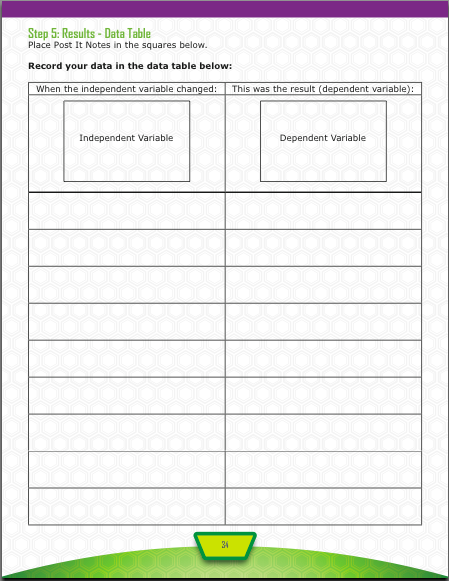 Step 5: Results - Data Table
Place Post It Notes in the squares below.
Record your data in the data table below:
When the independent variable changed: This was the result (dependent variable):
Independent Variable Dependent Variable
34